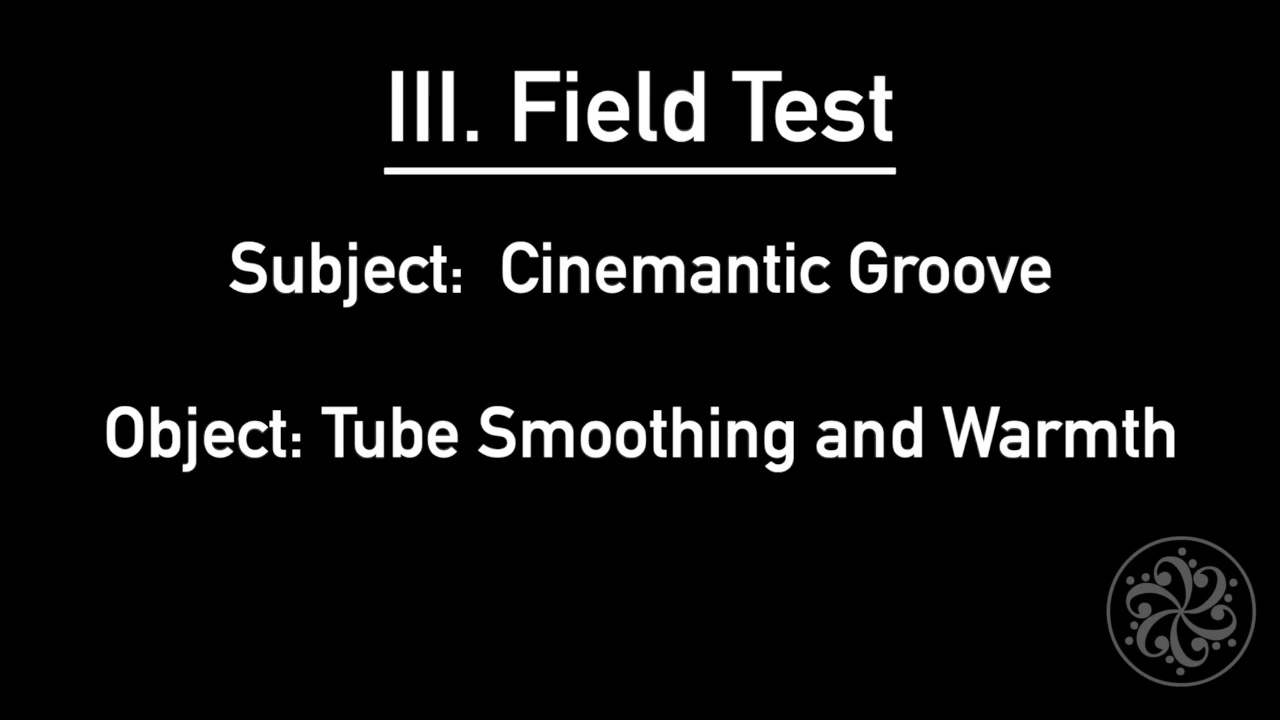 III. Field Test
Subject: Cinemantic Groove
Object: Tube Smoothing and Warmth